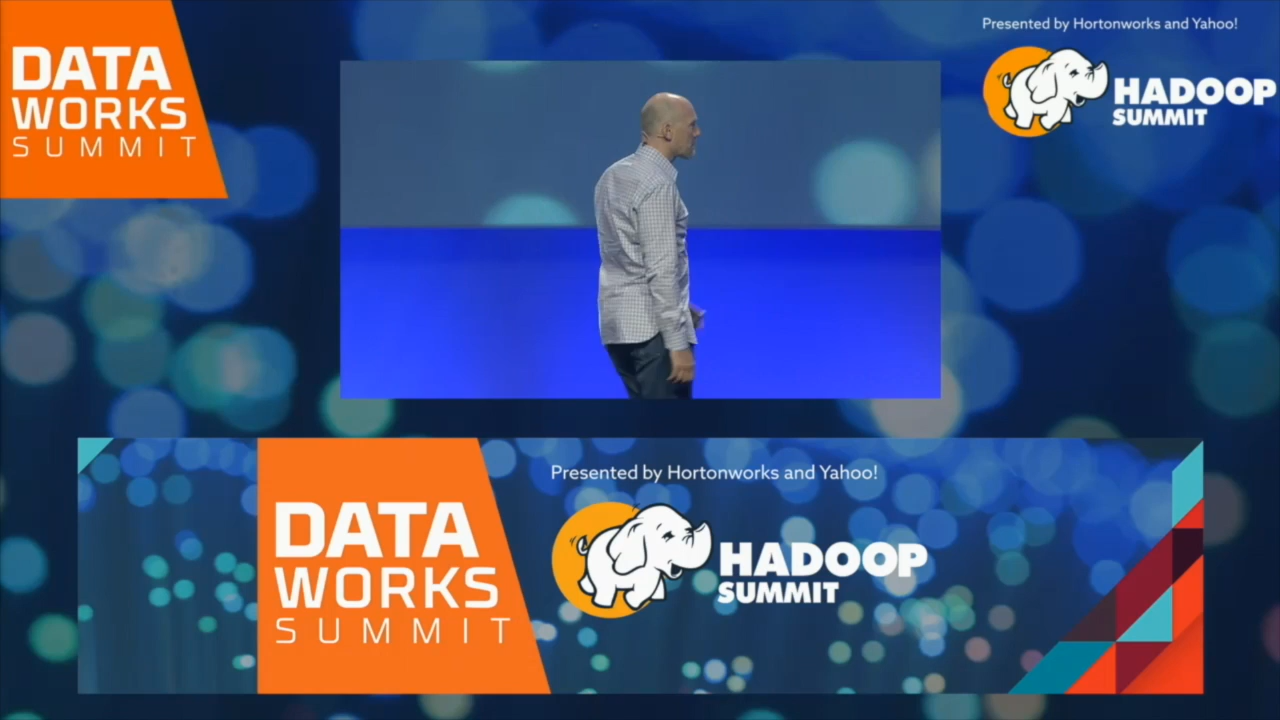 DATA
WORKS
SUMMIT
Presented by Hortonworks and Yahoo!
HADOOP
SUMMIT
DATA
WORKS
SUMMIT
Presented by Hortonworks and Yahoo!
HADOOP
SUMMIT